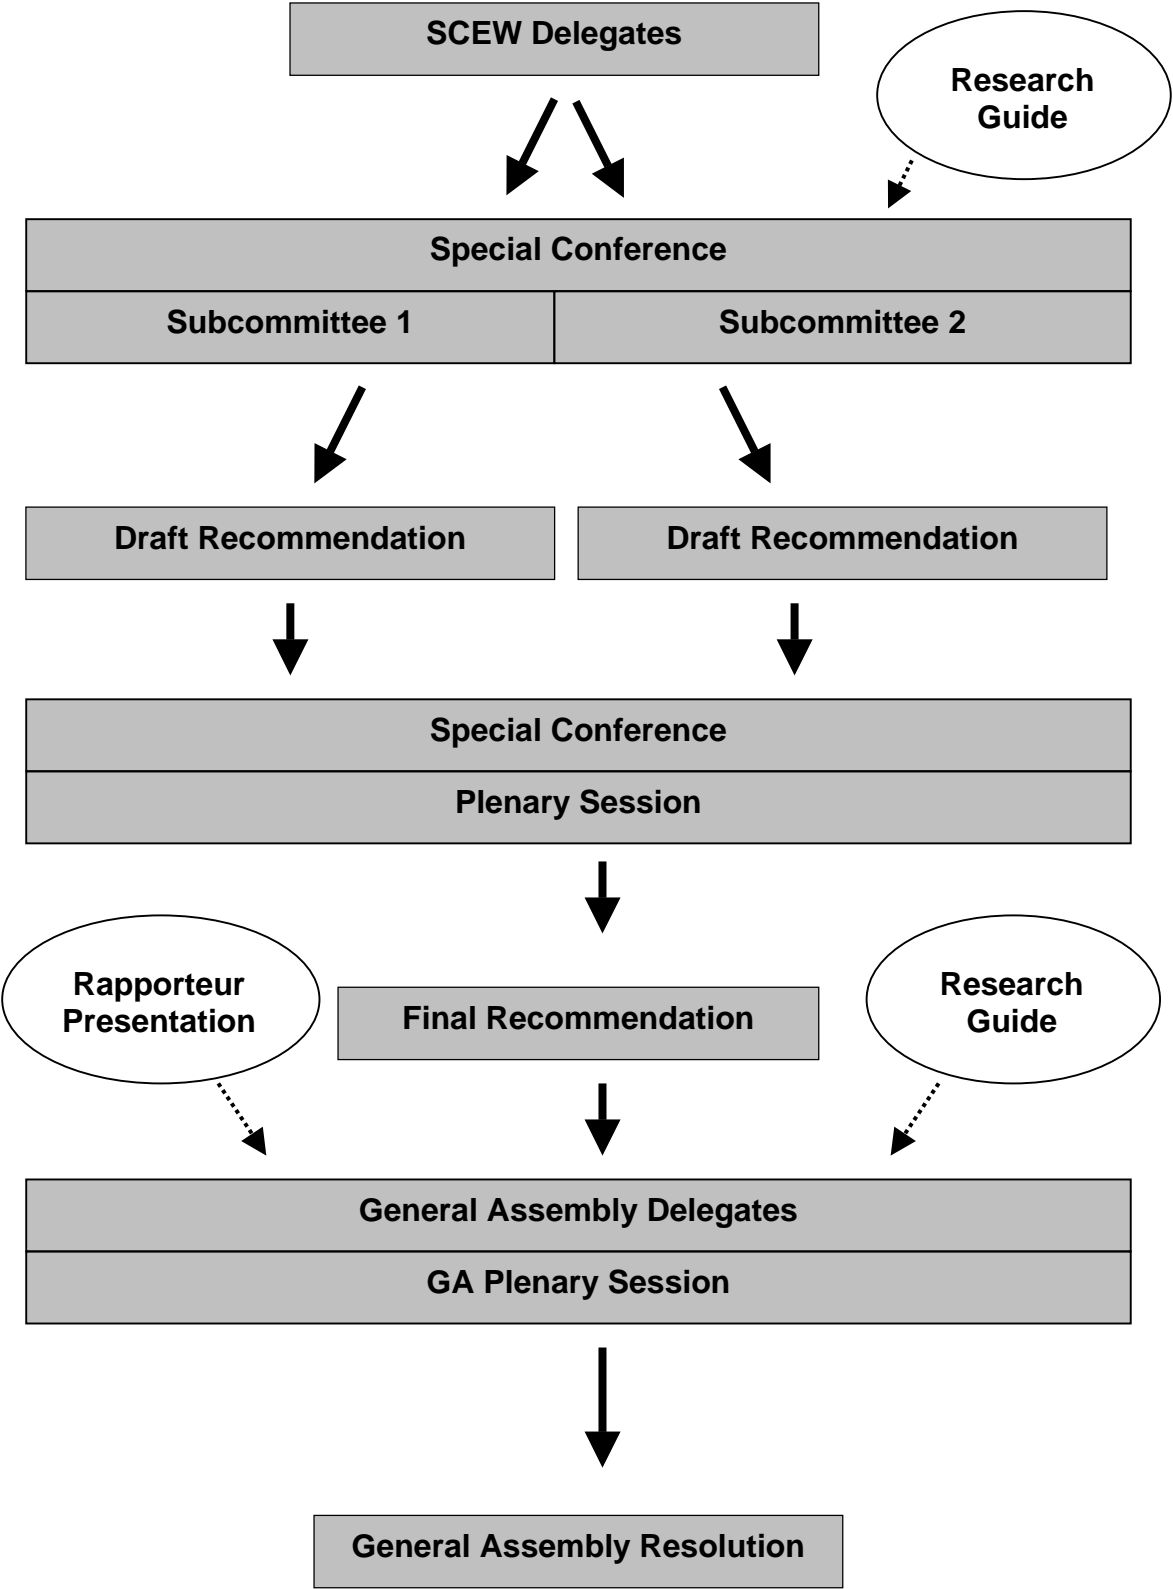 SCEW Delegates
Research
Guide
Special Conference
Subcommittee 1
Subcommittee 2
Draft Recommendation
Draft Recommendation
Special Conference
Plenary Session
Rapporteur
Presentation
Final Recommendation
Research
Guide
General Assembly Delegates
GA Plenary Session
General Assembly Resolution